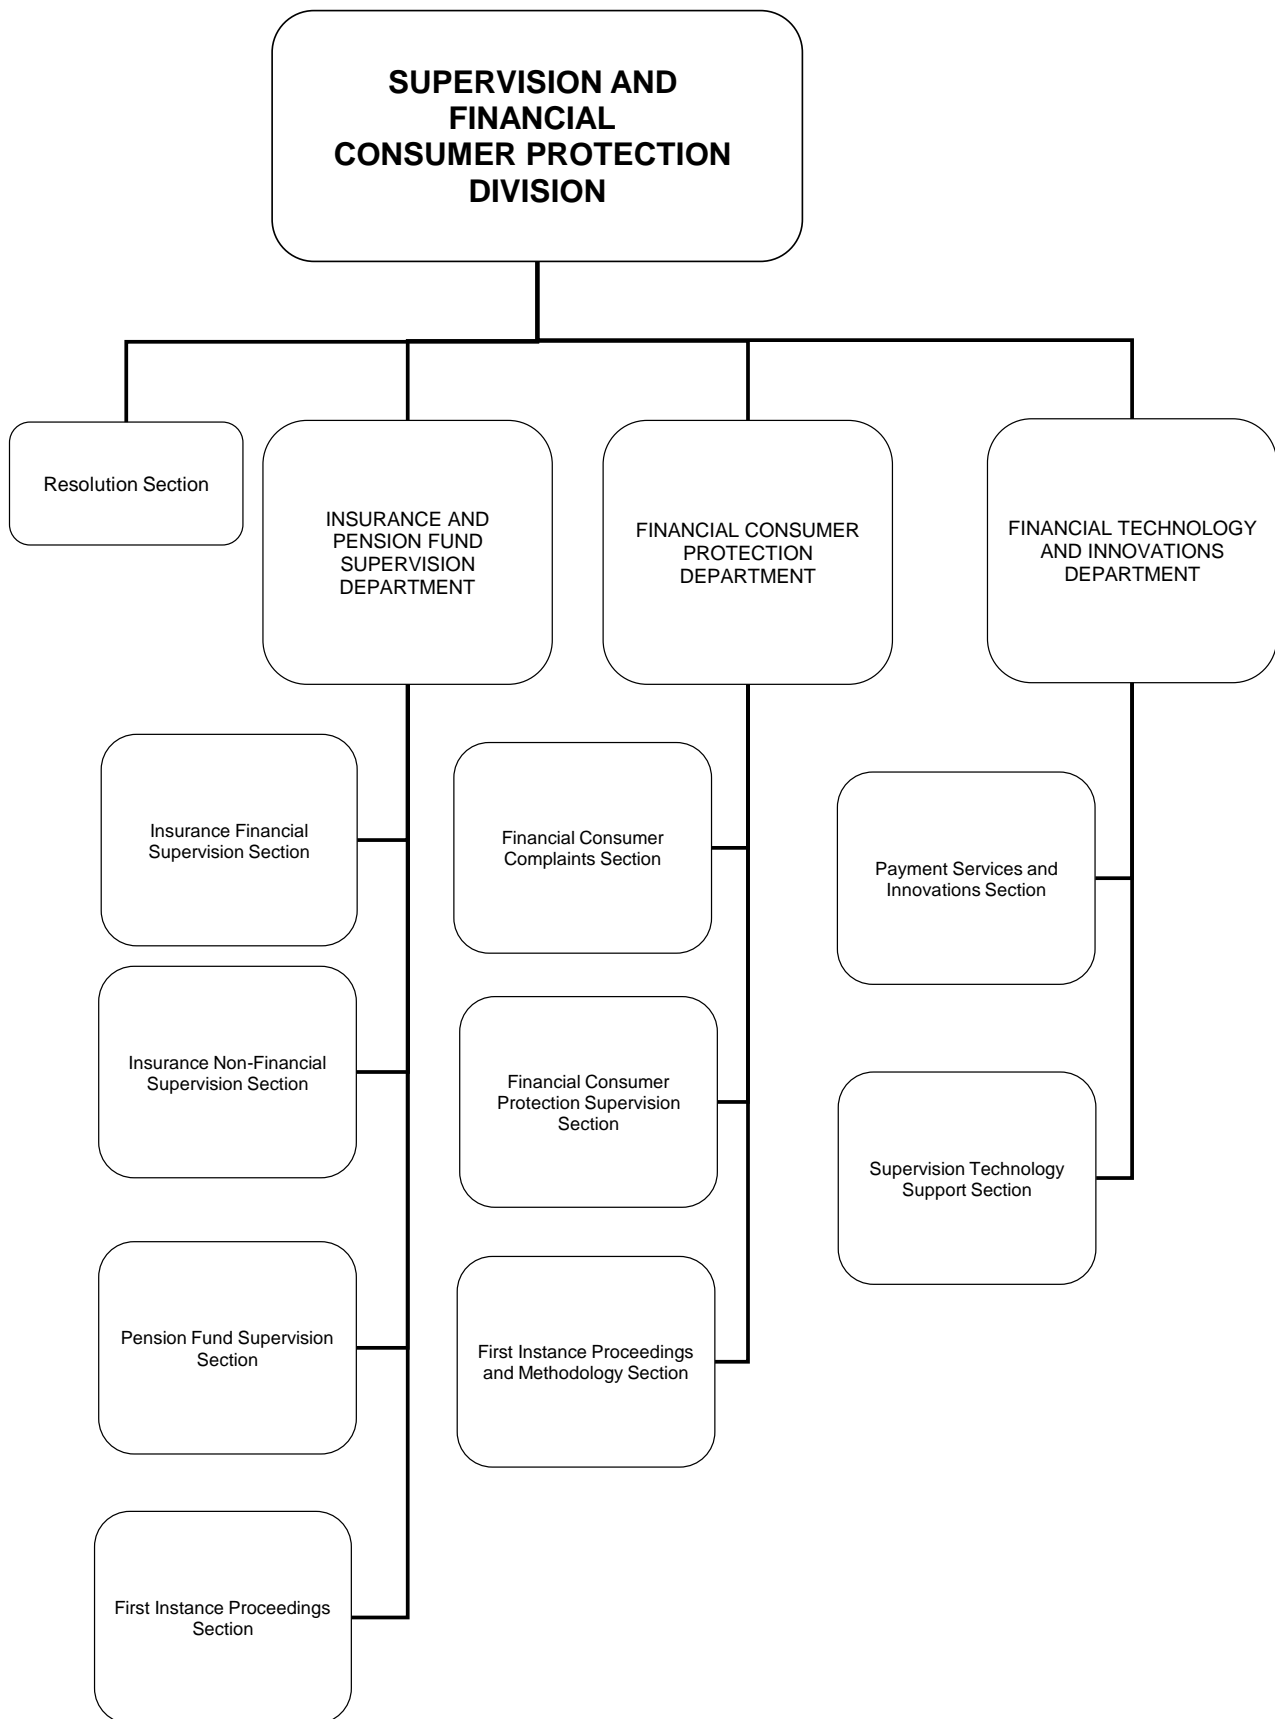 SUPERVISION AND
FINANCIAL
CONSUMER PROTECTION
DIVISION
Resolution Section
INSURANCE AND
PENSION FUND
SUPERVISION
DEPARTMENT
FINANCIAL CONSUMER
PROTECTION
DEPARTMENT
FINANCIAL TECHNOLOGY
AND INNOVATIONS
DEPARTMENT
Insurance Financial
Supervision Section
Insurance Non-Financial
Supervision Section
Pension Fund Supervision
Section
First Instance Proceedings
Section
Financial Consumer
Complaints Section
Financial Consumer
Protection Supervision
Section
First Instance Proceedings
and Methodology Section
Payment Services and
Innovations Section
Supervision Technology
Support Section